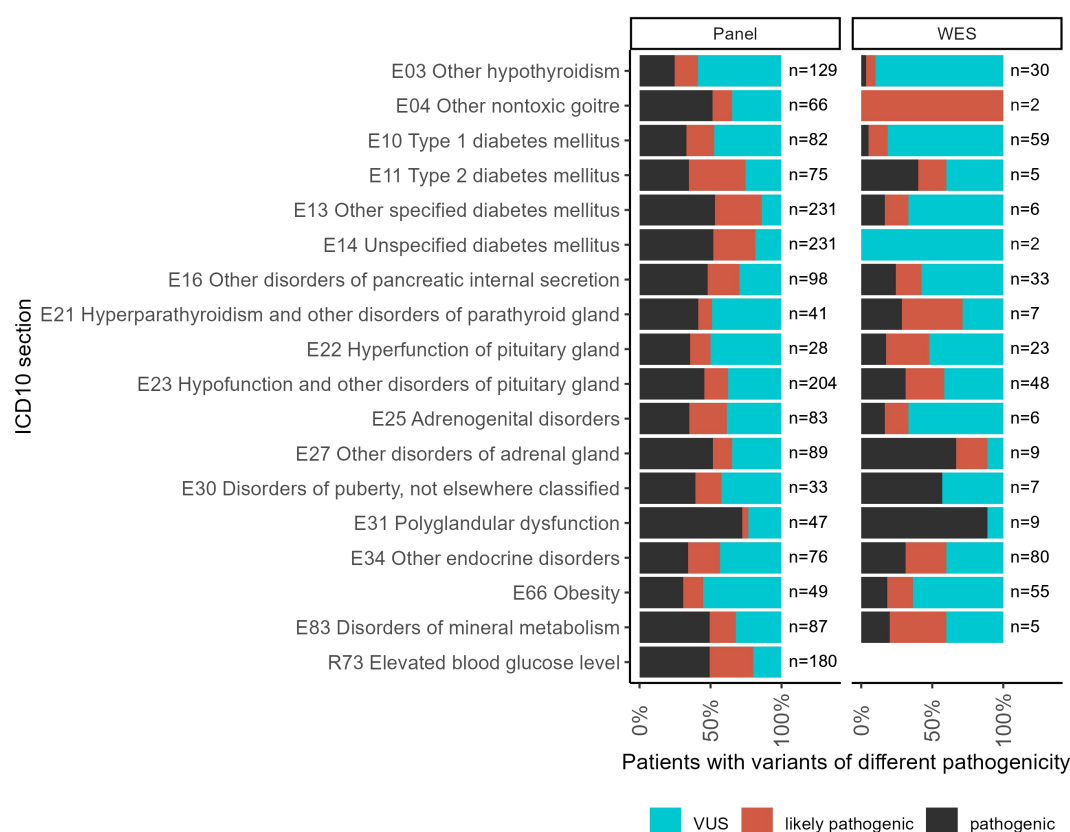 Panel WES
E03 Other hypothyroidism n=129 n=30
E04 Other nontoxic goitre n=66 n=2
E10 Type 1 diabetes mellitus n=82 n=59
E11 Type 2 diabetes mellitus n=75 n=5
E13 Other specified diabetes mellitus n=231 n=6
E14 Unspecified diabetes mellitus n=231 n=2
E16 Other disorders of pancreatic internal secretion n=98 n=33
E21 Hyperparathyroidism and other disorders of parathyroid gland n=41 n=7
E22 Hyperfunction of pituitary gland n=28 n=23
E23 Hypofunction and other disorders of pituitary gland n=204 n=48
E25 Adrenogenital disorders n=83 n=6
E27 Other disorders of adrenal gland n=89 n=9
E30 Disorders of puberty, not elsewhere classified n=33 n=7
E31 Polyglandular dysfunction n=47 n=9
E34 Other endocrine disorders n=76 n=80
E66 Obesity n=49 n=55
E83 Disorders of mineral metabolism n=87 n=5
R73 Elevated blood glucose level n=180
ICD10 section
0% 50% 100% 0% 50% 100%
Patients with variants of different pathogenicity
VUS likely pathogenic pathogenic